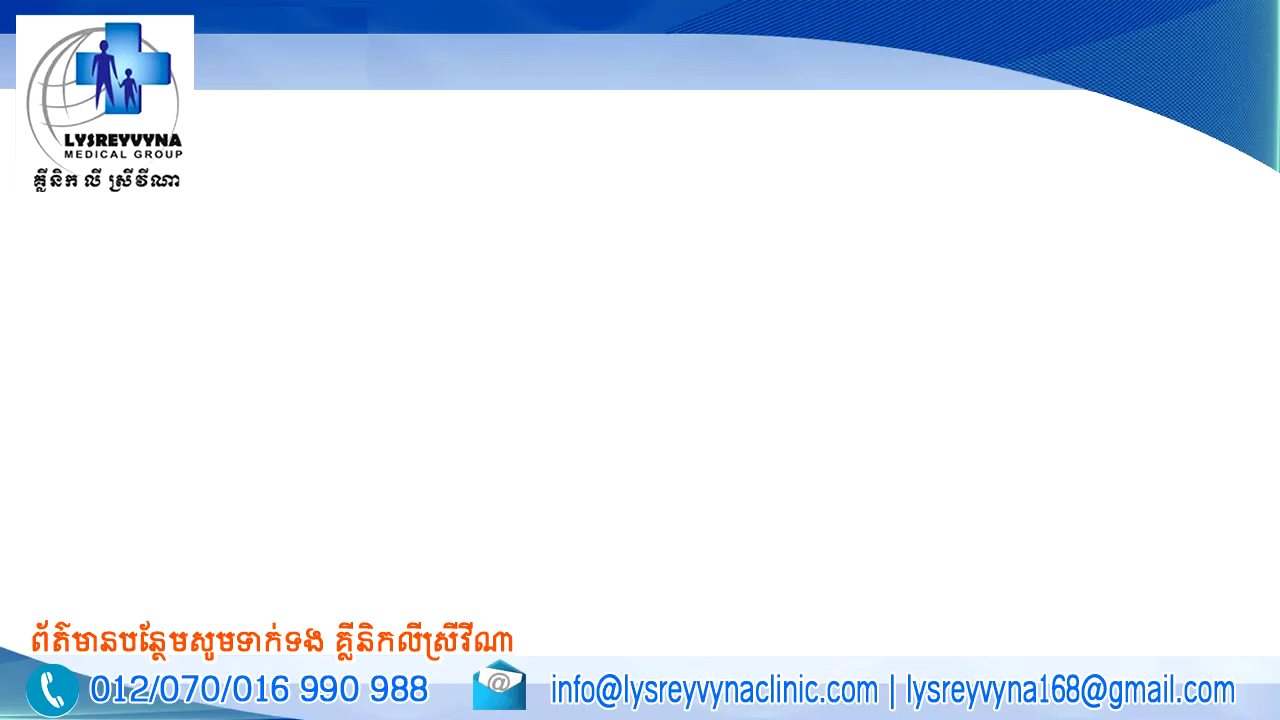 LYSREYVYNA
MEDICAL GROUP
គ្លីនិក លី ស្រីវីណា
ព័ត៌មានបន្ថែមសូមទាក់ទង គ្លីនិកលីស្រីវីណា
012/070/016 990 988
info@lysreyvynaclinic.com | lysreyvyna168@gmail.com